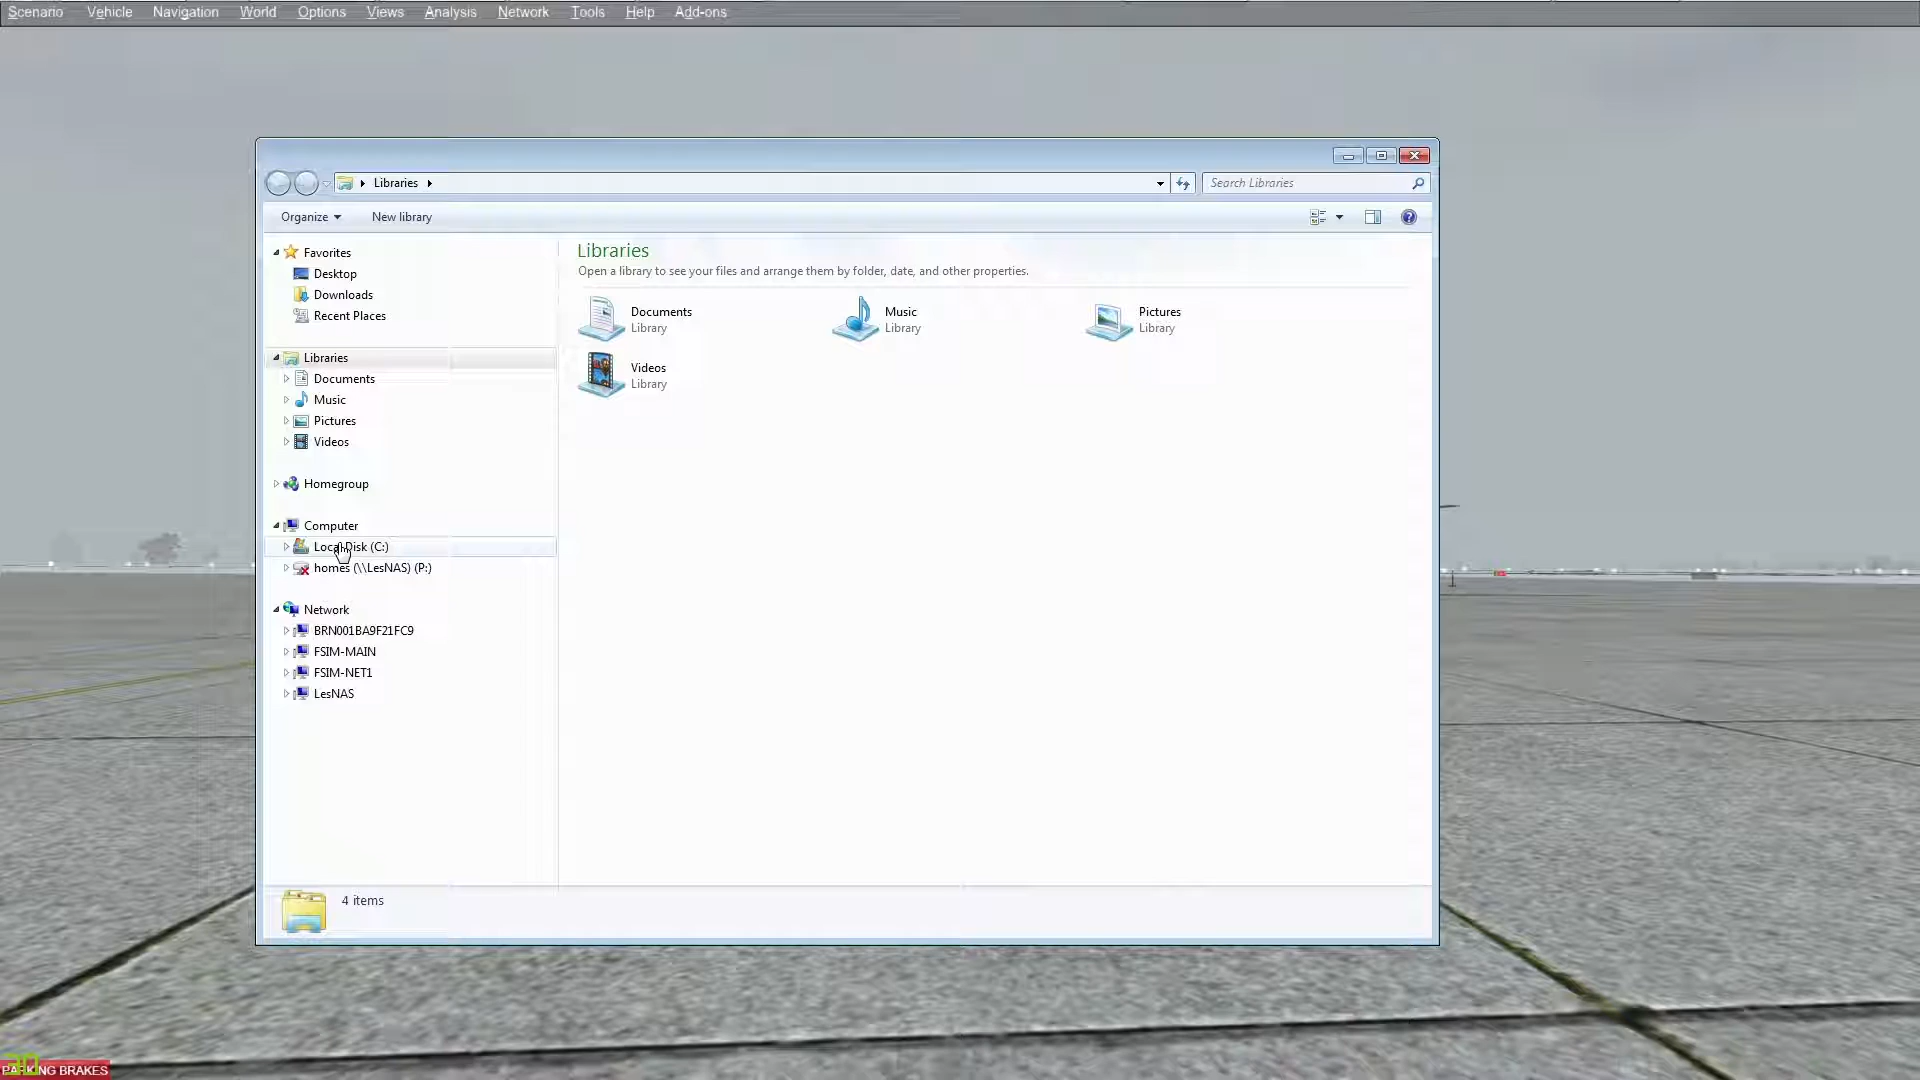 Scenario Vehicle Navigation World Options Views Analysis Network Tools Help Add-ons
Libraries
Search Libraries
Organize New library
Favorites
Desktop
Downloads
Recent Places
Libraries
Documents
Music
Pictures
Videos
Homegroup
Computer
Local Disk (C:)
homes (\\LesNAS) (P:)
Network
BRN001BA9F21FC9
FSIM-MAIN
FSIM-NET1
LesNAS
Libraries
Open a library to see your files and arrange them by folder, date, and other properties.
Documents
Library
Music
Library
Pictures
Library
Videos
Library
4 items
PARKING BRAKES